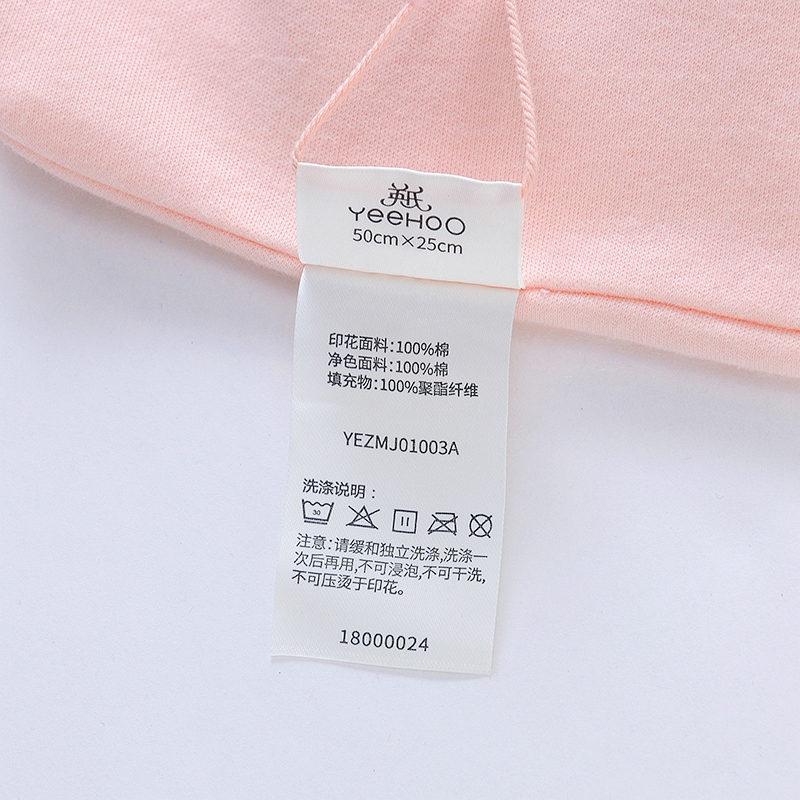 英氏
YeeHoO
50cm×25cm
印花面料:100%棉
净色面料:100%棉
填充物:100%聚酯纤维
YEZMJ01003A
洗涤说明:
30
注意:请缓和独立洗涤,洗涤一
次后再用,不可浸泡,不可干洗,
不可压烫于印花。
18000024